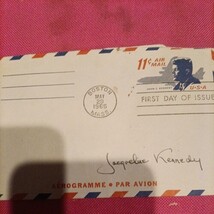 11c AIR MAIL
U·S·A
BOSTON
MAY
29
1965
MASS.
FIRST DAY OF ISSUE
Jacqueline Kennedy
AEROGRAMME • PAR AVION